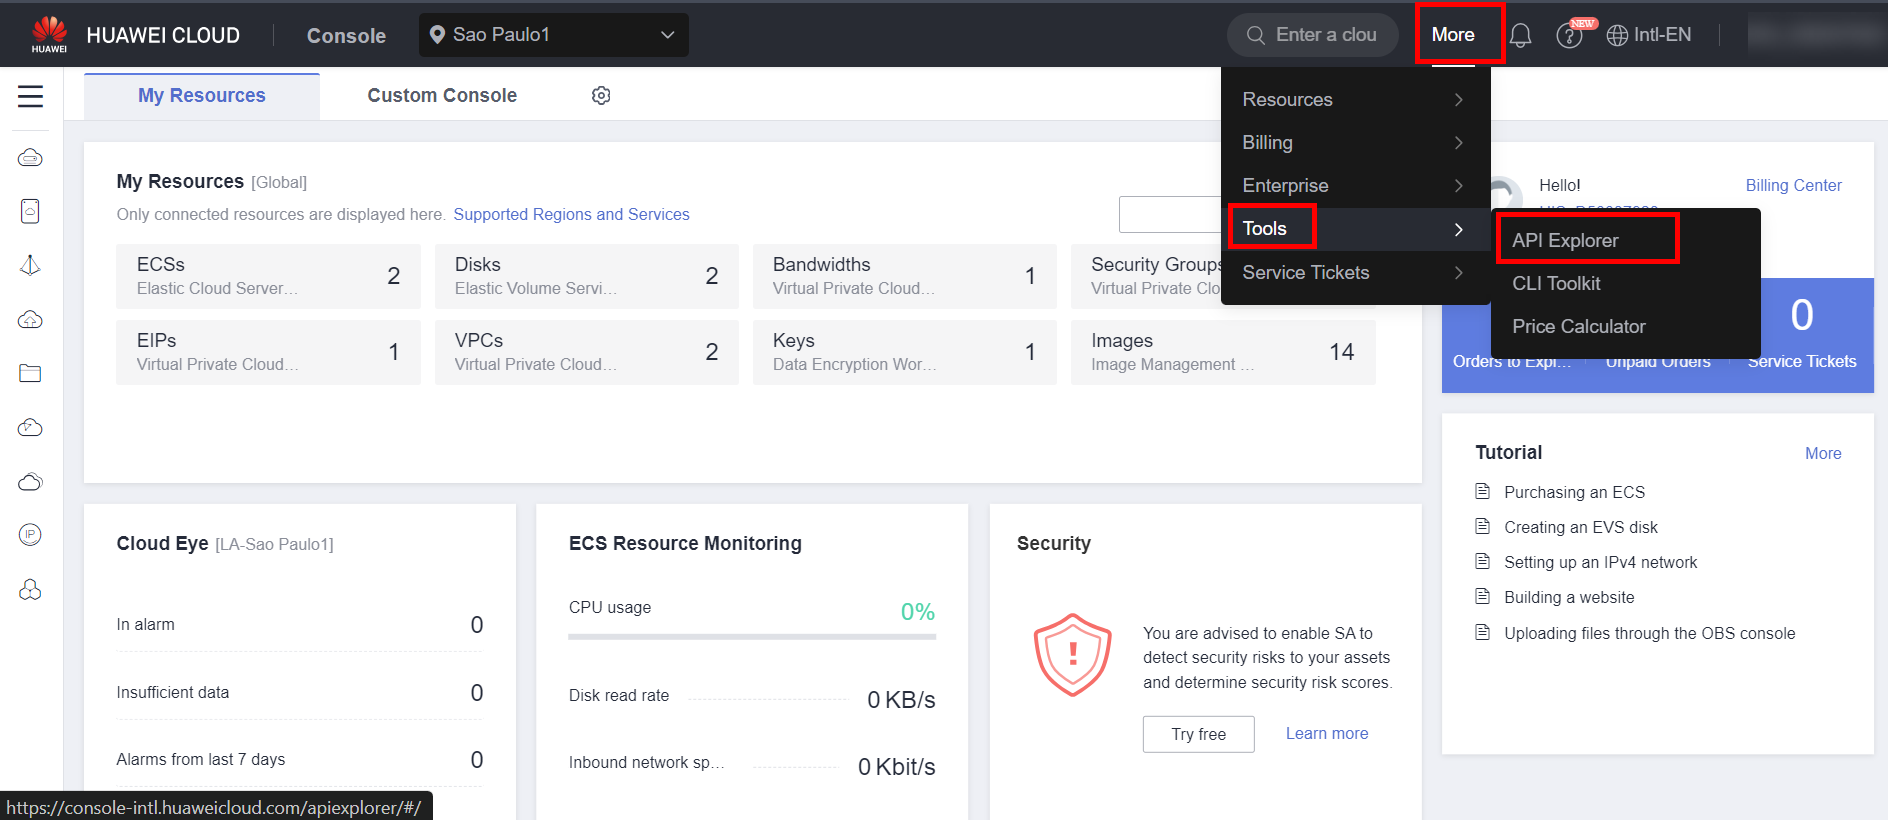 HUAWEI
HUAWEI CLOUD
Console
Sao Paulo1
Enter a clou
More
NEW
Intl-EN
My Resources
Custom Console
Resources
Billing
Enterprise
Tools
Service Tickets
API Explorer
CLI Toolkit
Price Calculator
My Resources [Global]
Only connected resources are displayed here. Supported Regions and Services
ECSs
Elastic Cloud Server…
2
Disks
Elastic Volume Servi…
2
Bandwidths
Virtual Private Cloud…
1
Security Groups
Virtual Private Clo
EIPs
Virtual Private Cloud…
1
VPCs
Virtual Private Cloud…
2
Keys
Data Encryption Wor…
1
Images
Image Management …
14
Hello!
Billing Center
0
Orders to Expi…
Unpaid Orders
Service Tickets
Cloud Eye [LA-Sao Paulo1]
In alarm
0
Insufficient data
0
Alarms from last 7 days
0
ECS Resource Monitoring
CPU usage
0%
Disk read rate
0 KB/s
Inbound network sp…
0 Kbit/s
Security
You are advised to enable SA to
detect security risks to your assets
and determine security risk scores.
Try free
Learn more
Tutorial
More
Purchasing an ECS
Creating an EVS disk
Setting up an IPv4 network
Building a website
Uploading files through the OBS console
IP
https://console-intl.huaweicloud.com/apiexplorer/#/